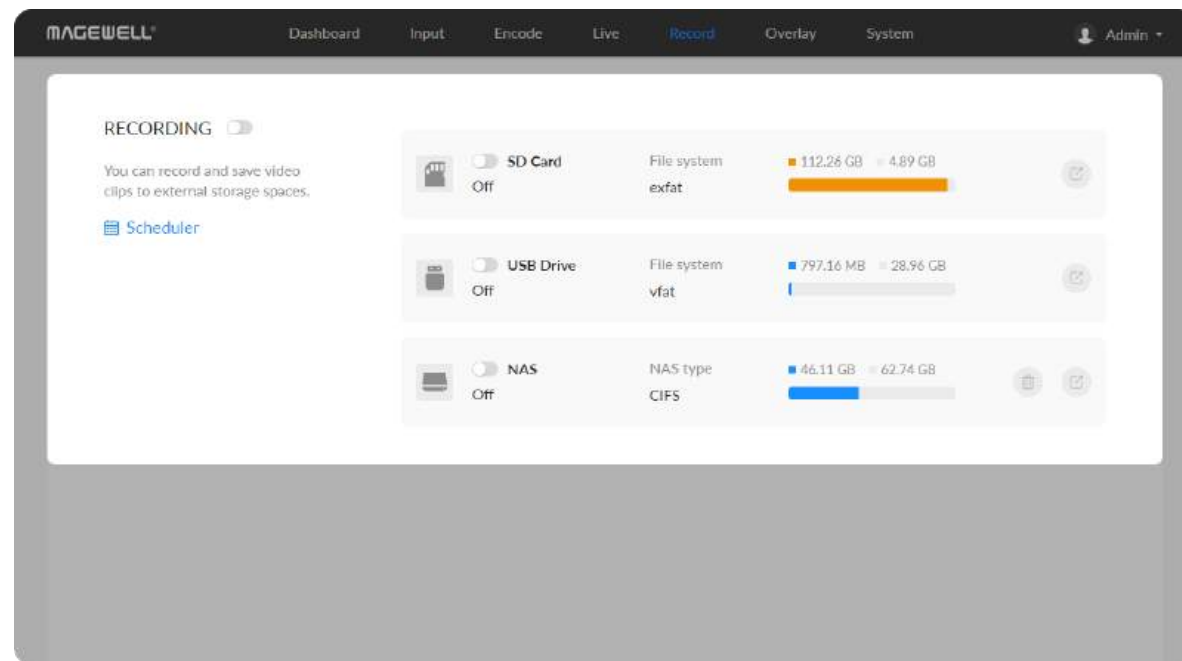 MAGEWELL® Dashboard Input Encode Live Record Overlay System Admin
RECORDING
You can record and save video
clips to external storage spaces.
Scheduler
SD Card File system 112.26 GB 4.89 GB
Off exfat
USB Drive File system 797.16 MB 28.96 GB
Off vfat
NAS NAS type 46.11 GB 62.74 GB
Off CIFS